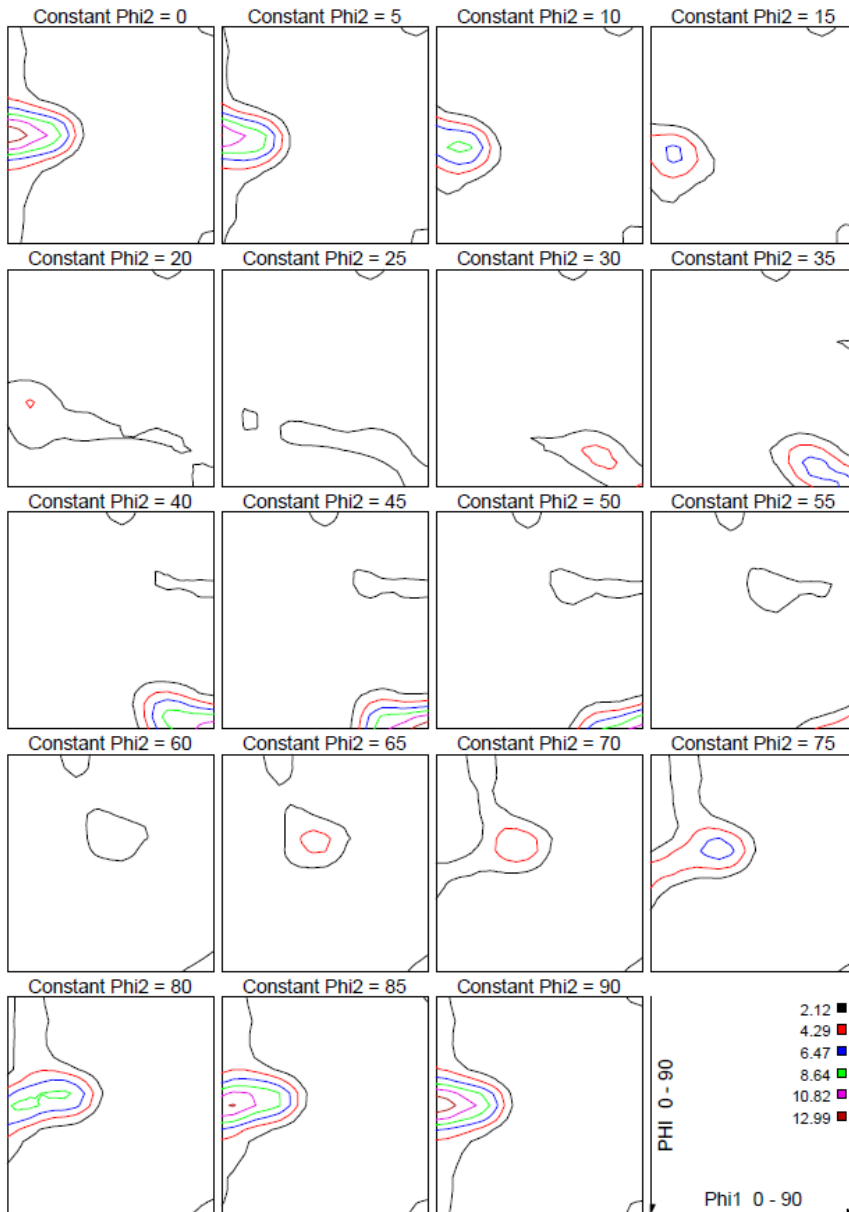 Constant Phi2 = 0 Constant Phi2 = 5 Constant Phi2 = 10 Constant Phi2 = 15
Constant Phi2 = 20 Constant Phi2 = 25 Constant Phi2 = 30 Constant Phi2 = 35
Constant Phi2 = 40 Constant Phi2 = 45 Constant Phi2 = 50 Constant Phi2 = 55
Constant Phi2 = 60 Constant Phi2 = 65 Constant Phi2 = 70 Constant Phi2 = 75
Constant Phi2 = 80 Constant Phi2 = 85 Constant Phi2 = 90
2.12
4.29
6.47
8.64
10.82
12.99
PHI 0 - 90
Phi1 0 - 90